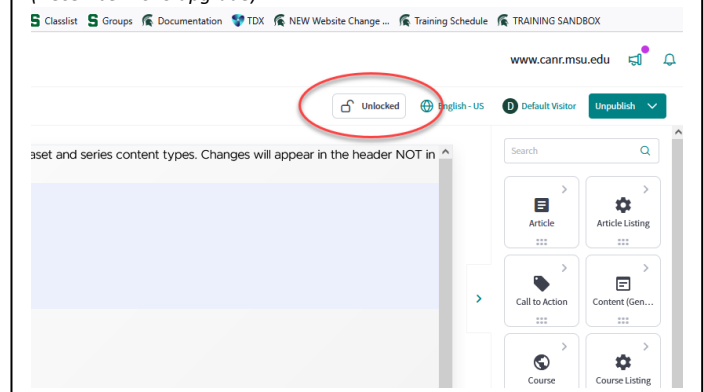 Classlist Groups Documentation TDX NEW Website Change ... Training Schedule TRAINING SANDBOX
www.canr.msu.edu
Unlocked English - US D Default Visitor Unpublish
aset and series content types. Changes will appear in the header NOT in
Search
Article Article Listing
Call to Action Content (Gen...
Course Course Listing